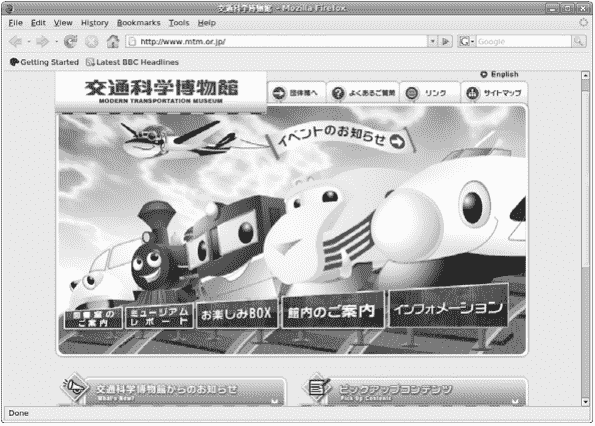 交通科学博物館 - Mozilla Firefox
File Edit View History Bookmarks Tools Help
http://www.mtm.or.jp/
G Google
Getting Started Latest BBC Headlines
English
交通科学博物館
MODERN TRANSPORTATION MUSEUM
団体様へ よくあるご質問 リンク サイトマップ
イベントのお知らせ
図書室の
ご案内
ミュージアム
レポート
お楽しみBOX
館内のご案内
インフォメーション
交通科学博物館からのお知らせ
What's New!
ピックアップコンテンツ
Pick by Contents
Done